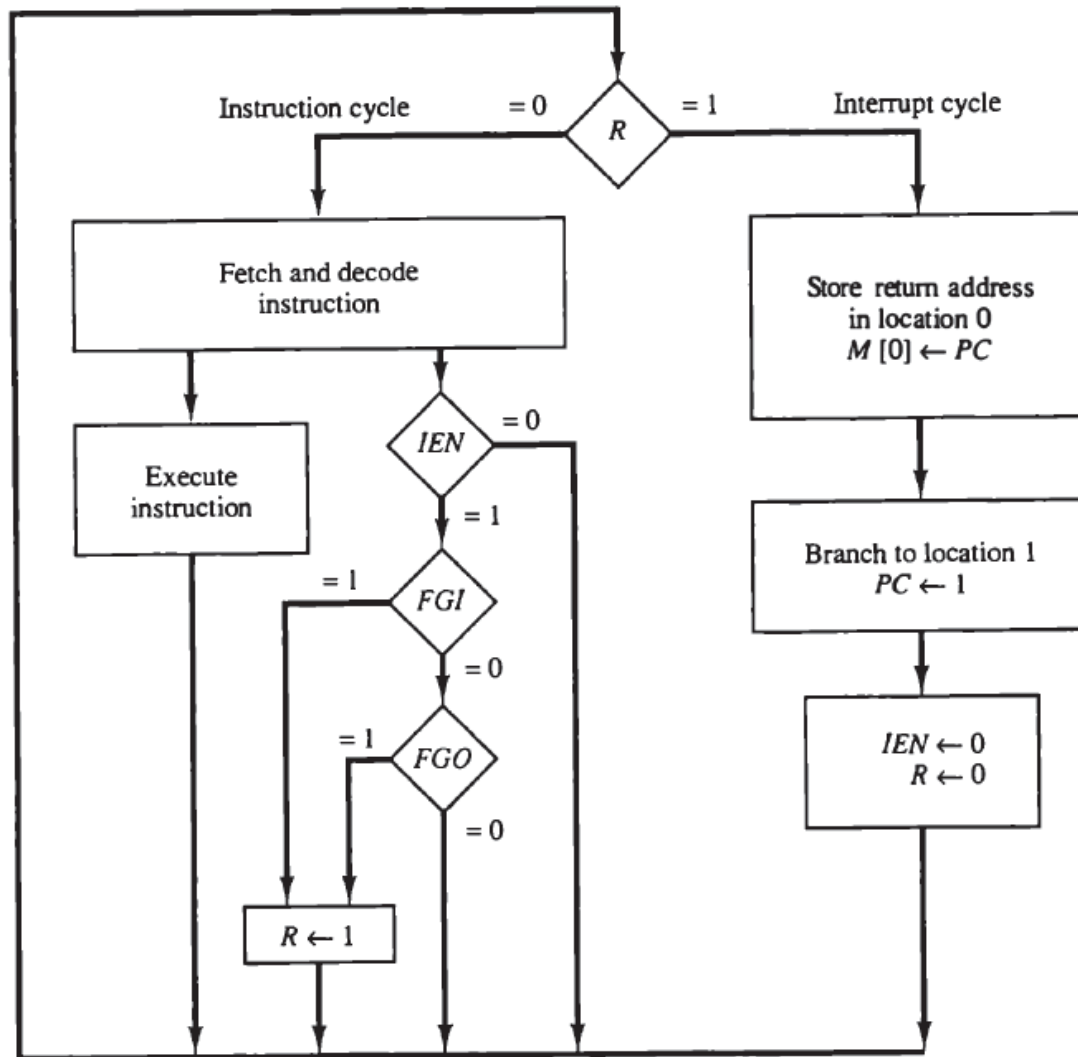 Instruction cycle
= 0
R
= 1
Interrupt cycle
Fetch and decode
instruction
Store return address
in location 0
M [0] ← PC
Execute
instruction
IEN
= 0
= 1
Branch to location 1
PC ← 1
= 1
FGI
= 0
= 1
FGO
= 0
IEN ← 0
R ← 0
R ← 1